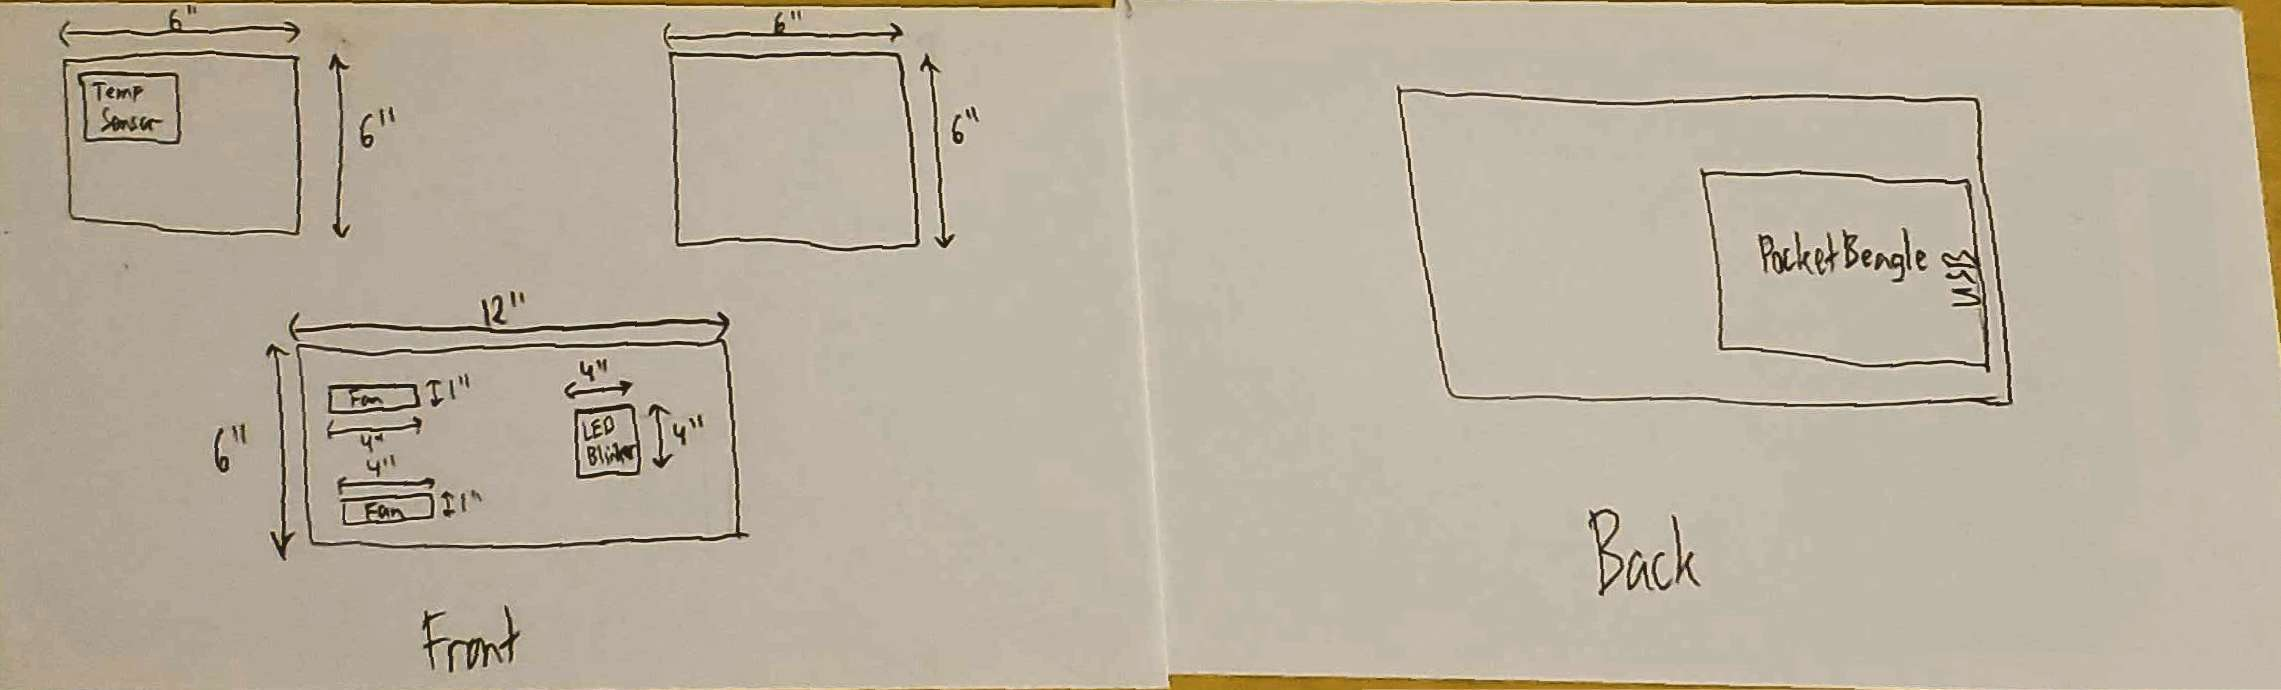 6"
6"
Temp
Sensor
6"
6"
12"
6"
Fan
1"
4"
4"
Fan
1"
4"
LED
Blinker
4"
Front
PocketBeagle
Back